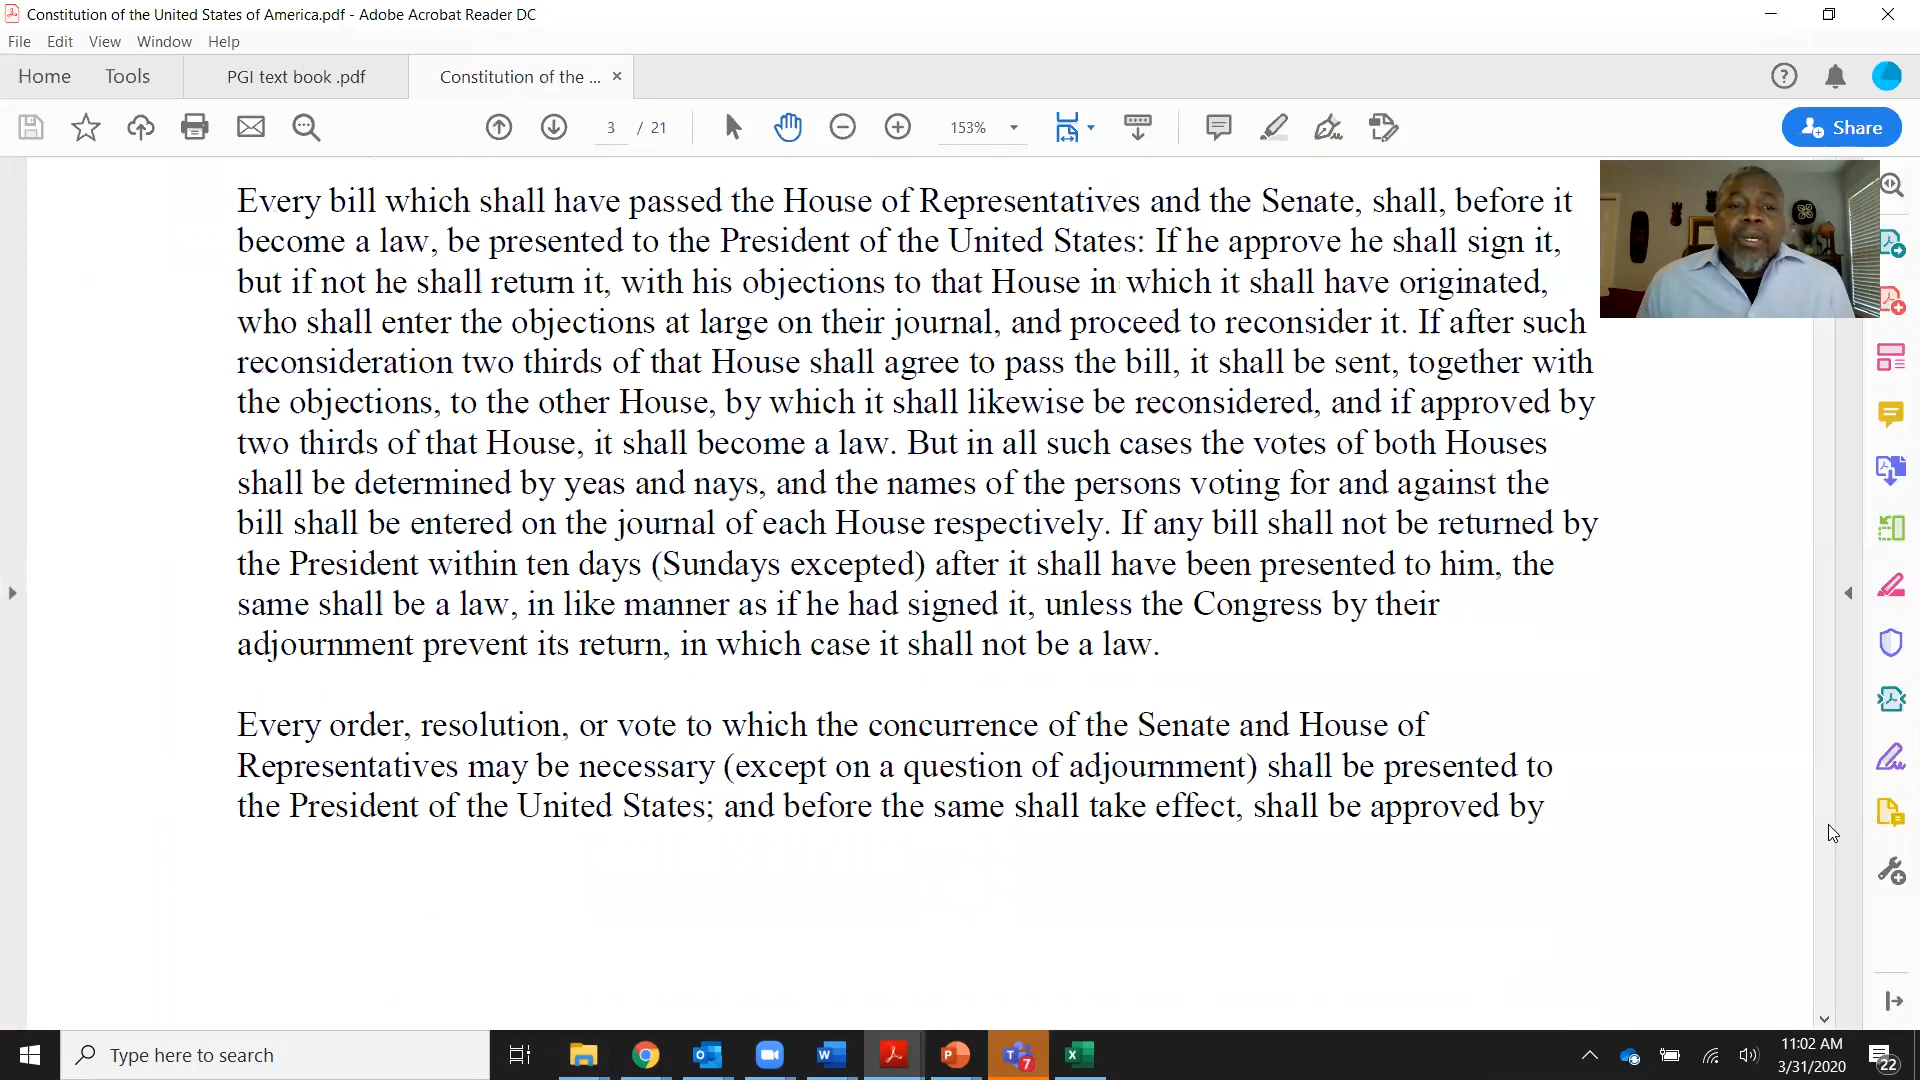 Constitution of the United States of America.pdf - Adobe Acrobat Reader DC
File Edit View Window Help
Home Tools PGI text book .pdf Constitution of the ... ×
3 / 21 153% Share
Every bill which shall have passed the House of Representatives and the Senate, shall, before it
become a law, be presented to the President of the United States: If he approve he shall sign it,
but if not he shall return it, with his objections to that House in which it shall have originated,
who shall enter the objections at large on their journal, and proceed to reconsider it. If after such
reconsideration two thirds of that House shall agree to pass the bill, it shall be sent, together with
the objections, to the other House, by which it shall likewise be reconsidered, and if approved by
two thirds of that House, it shall become a law. But in all such cases the votes of both Houses
shall be determined by yeas and nays, and the names of the persons voting for and against the
bill shall be entered on the journal of each House respectively. If any bill shall not be returned by
the President within ten days (Sundays excepted) after it shall have been presented to him, the
same shall be a law, in like manner as if he had signed it, unless the Congress by their
adjournment prevent its return, in which case it shall not be a law.
Every order, resolution, or vote to which the concurrence of the Senate and House of
Representatives may be necessary (except on a question of adjournment) shall be presented to
the President of the United States; and before the same shall take effect, shall be approved by
Type here to search
7
11:02 AM
3/31/2020
22